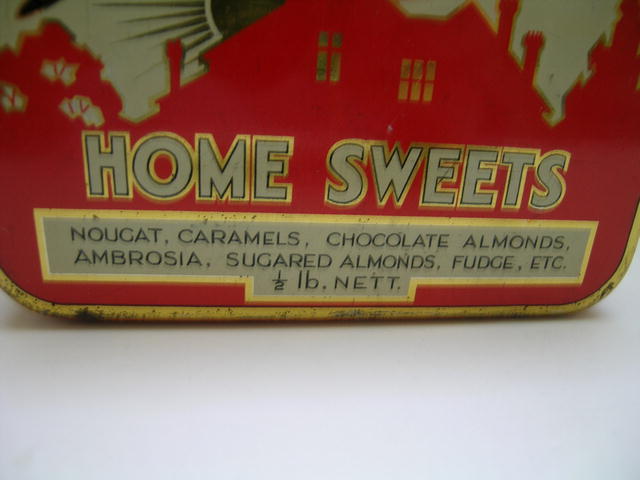 HOME SWEETS
NOUGAT, CARAMELS, CHOCOLATE ALMONDS,
AMBROSIA, SUGARED ALMONDS, FUDGE, ETC.
½ lb. NETT.